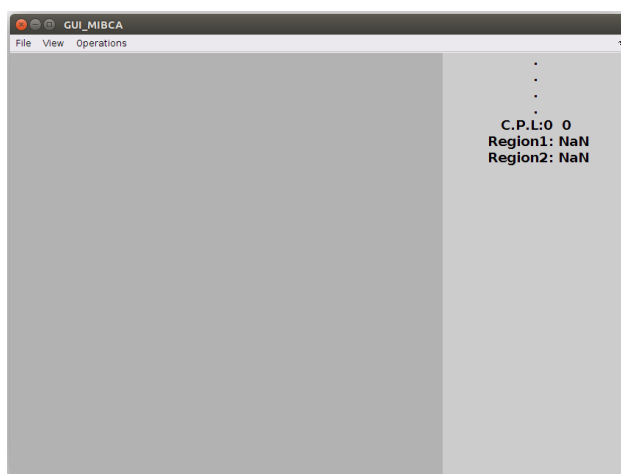 GUI_MIBCA
File View Operations
.
.
.
.
C.P.L:0 0
Region1: NaN
Region2: NaN